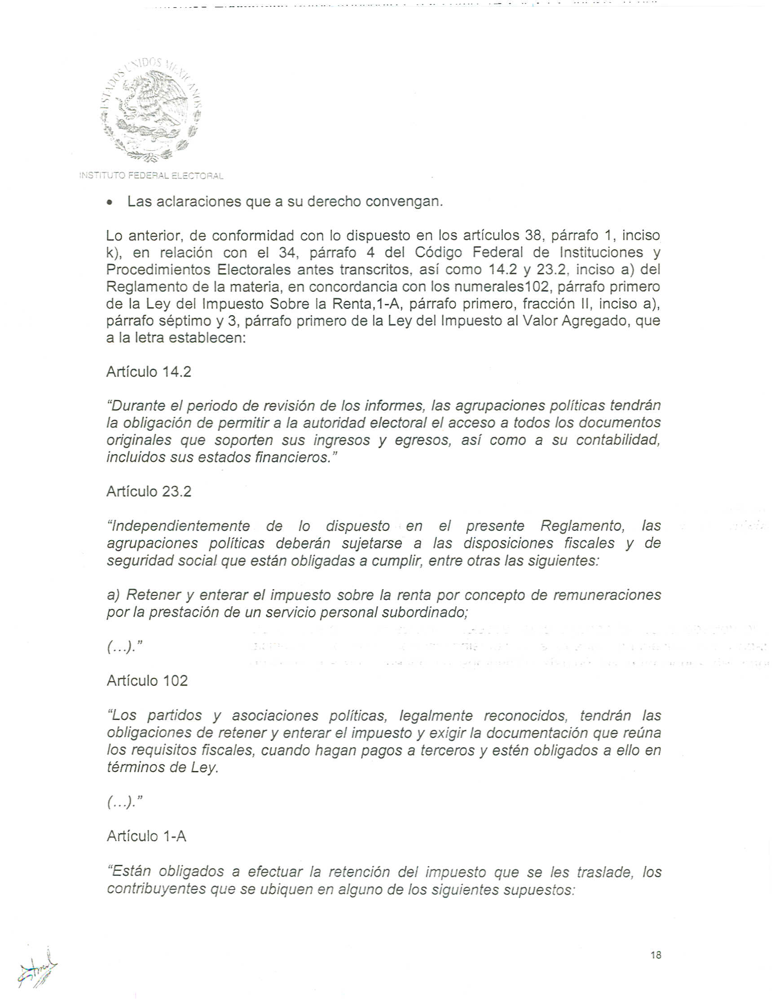 ESTADOS UNIDOS MEXICANOS
INSTITUTO FEDERAL ELECTORAL
• Las aclaraciones que a su derecho convengan.
Lo anterior, de conformidad con lo dispuesto en los artículos 38, párrafo 1, inciso
k), en relación con el 34, párrafo 4 del Código Federal de Instituciones y
Procedimientos Electorales antes transcritos, así como 14.2 y 23.2, inciso a) del
Reglamento de la materia, en concordancia con los numerales102, párrafo primero
de la Ley del Impuesto Sobre la Renta,1-A, párrafo primero, fracción II, inciso a),
párrafo séptimo y 3, párrafo primero de la Ley del Impuesto al Valor Agregado, que
a la letra establecen:
Artículo 14.2
“Durante el periodo de revisión de los informes, las agrupaciones políticas tendrán
la obligación de permitir a la autoridad electoral el acceso a todos los documentos
originales que soporten sus ingresos y egresos, así como a su contabilidad,
incluidos sus estados financieros.”
Artículo 23.2
“Independientemente de lo dispuesto en el presente Reglamento, las
agrupaciones políticas deberán sujetarse a las disposiciones fiscales y de
seguridad social que están obligadas a cumplir, entre otras las siguientes:
a) Retener y enterar el impuesto sobre la renta por concepto de remuneraciones
por la prestación de un servicio personal subordinado;
(...).”
Artículo 102
“Los partidos y asociaciones políticas, legalmente reconocidos, tendrán las
obligaciones de retener y enterar el impuesto y exigir la documentación que reúna
los requisitos fiscales, cuando hagan pagos a terceros y estén obligados a ello en
términos de Ley.
(...).”
Artículo 1-A
“Están obligados a efectuar la retención del impuesto que se les traslade, los
contribuyentes que se ubiquen en alguno de los siguientes supuestos:
18